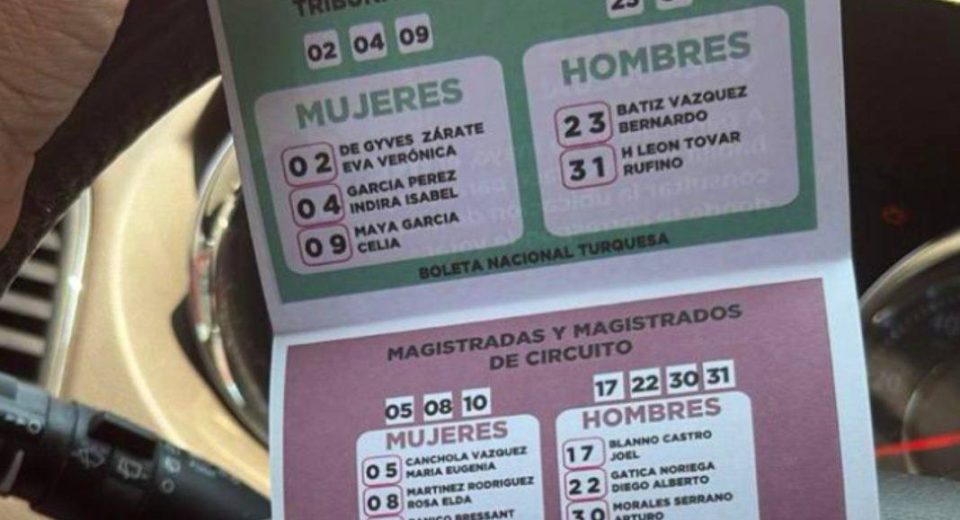 02 04 09
MUJERES
02 DE GYVES ZÁRATE
EVA VERÓNICA
04 GARCIA PEREZ
INDIRA ISABEL
09 MAYA GARCIA
CELIA
HOMBRES
23 BATIZ VAZQUEZ
BERNARDO
31 H LEON TOVAR
RUFINO
BOLETA NACIONAL TURQUESA
MAGISTRADAS Y MAGISTRADOS
DE CIRCUITO
05 08 10
MUJERES
05 CANCHOLA VAZQUEZ
MARIA EUGENIA
08 MARTINEZ RODRIGUEZ
ROSA ELDA
BRESSANT
17 22 30 31
HOMBRES
17 BLANNO CASTRO
JOEL
22 GATICA NORIEGA
DIEGO ALBERTO
30 MORALES SERRANO
ARTURO